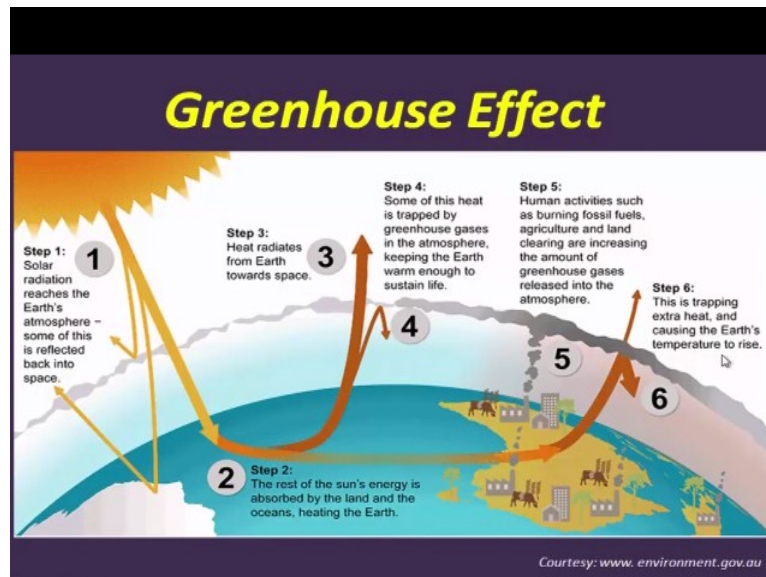 Greenhouse Effect
Step 1:
Solar
radiation
reaches the
Earth's
atmosphere –
some of this
is reflected
back into
space.
1
2
Step 2:
The rest of the sun's energy is
absorbed by the land and the
oceans, heating the Earth.
Step 3:
Heat radiates
from Earth
towards space.
3
Step 4:
Some of this heat
is trapped by
greenhouse gases
in the atmosphere,
keeping the Earth
warm enough to
sustain life.
4
Step 5:
Human activities such
as burning fossil fuels,
agriculture and land
clearing are increasing
the amount of
greenhouse gases
released into the
atmosphere.
5
Step 6:
This is trapping
extra heat, and
causing the Earth's
temperature to rise.
6
Courtesy: www. environment.gov.au